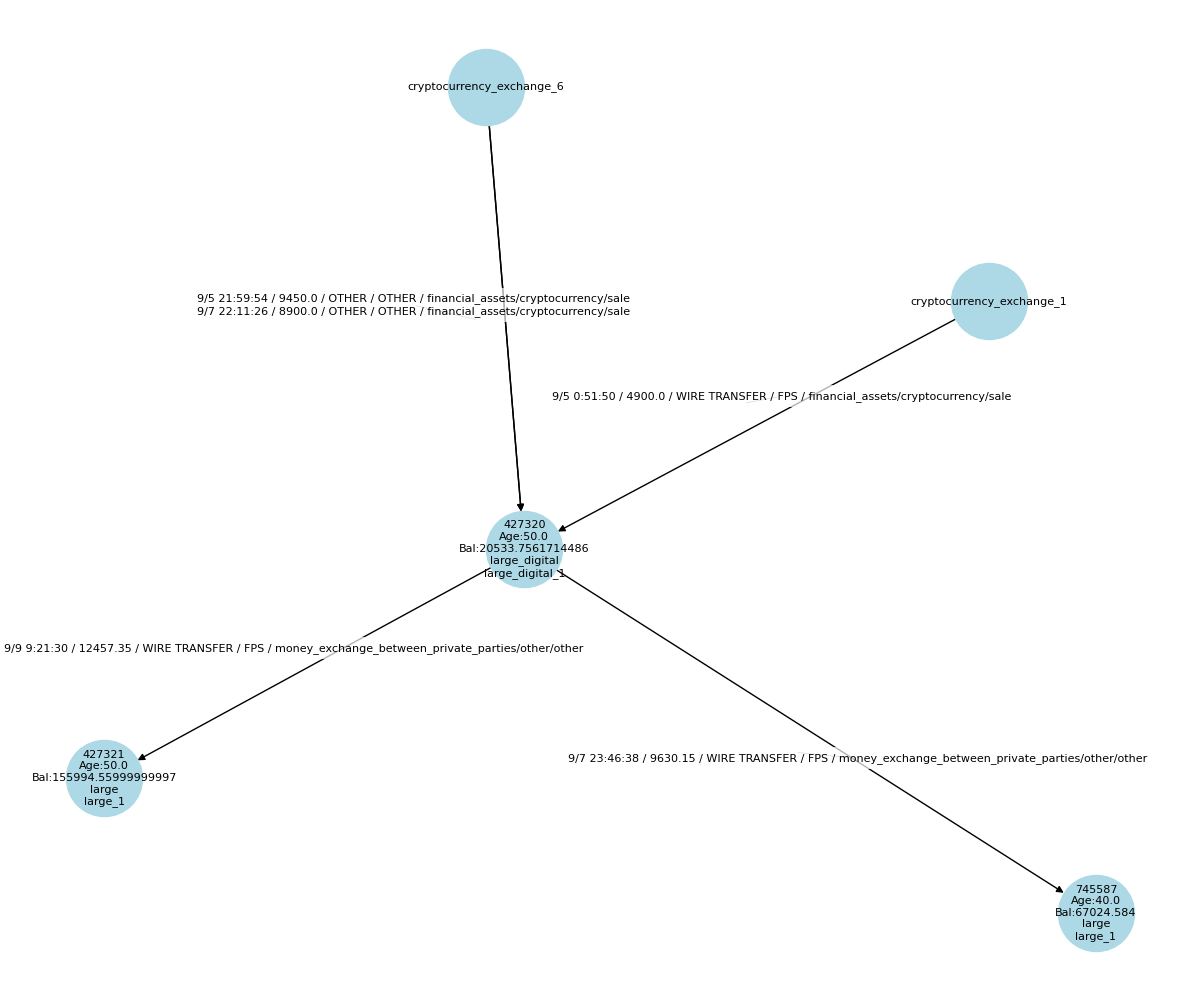 cryptocurrency_exchange_6
9/5 21:59:54 / 9450.0 / OTHER / OTHER / financial_assets/cryptocurrency/sale
9/7 22:11:26 / 8900.0 / OTHER / OTHER / financial_assets/cryptocurrency/sale
cryptocurrency_exchange_1
9/5 0:51:50 / 4900.0 / WIRE TRANSFER / FPS / financial_assets/cryptocurrency/sale
427320
Age:50.0
Bal:20533.7561714486
large_digital
large_digital_1
9/9 9:21:30 / 12457.35 / WIRE TRANSFER / FPS / money_exchange_between_private_parties/other/other
427321
Age:50.0
Bal:155994.55999999997
large
large_1
9/7 23:46:38 / 9630.15 / WIRE TRANSFER / FPS / money_exchange_between_private_parties/other/other
745587
Age:40.0
Bal:67024.584
large
large_1